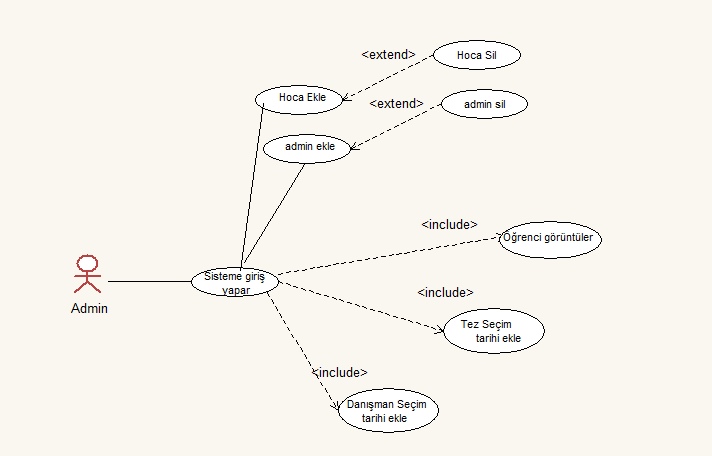 <extend>
Hoca Sil
Hoca Ekle
<extend>
admin sil
admin ekle
<include>
Öğrenci görüntüler
Sisteme giriş
yapar
Admin
<include>
Tez Seçim
tarihi ekle
<include>
Danışman Seçim
tarihi ekle